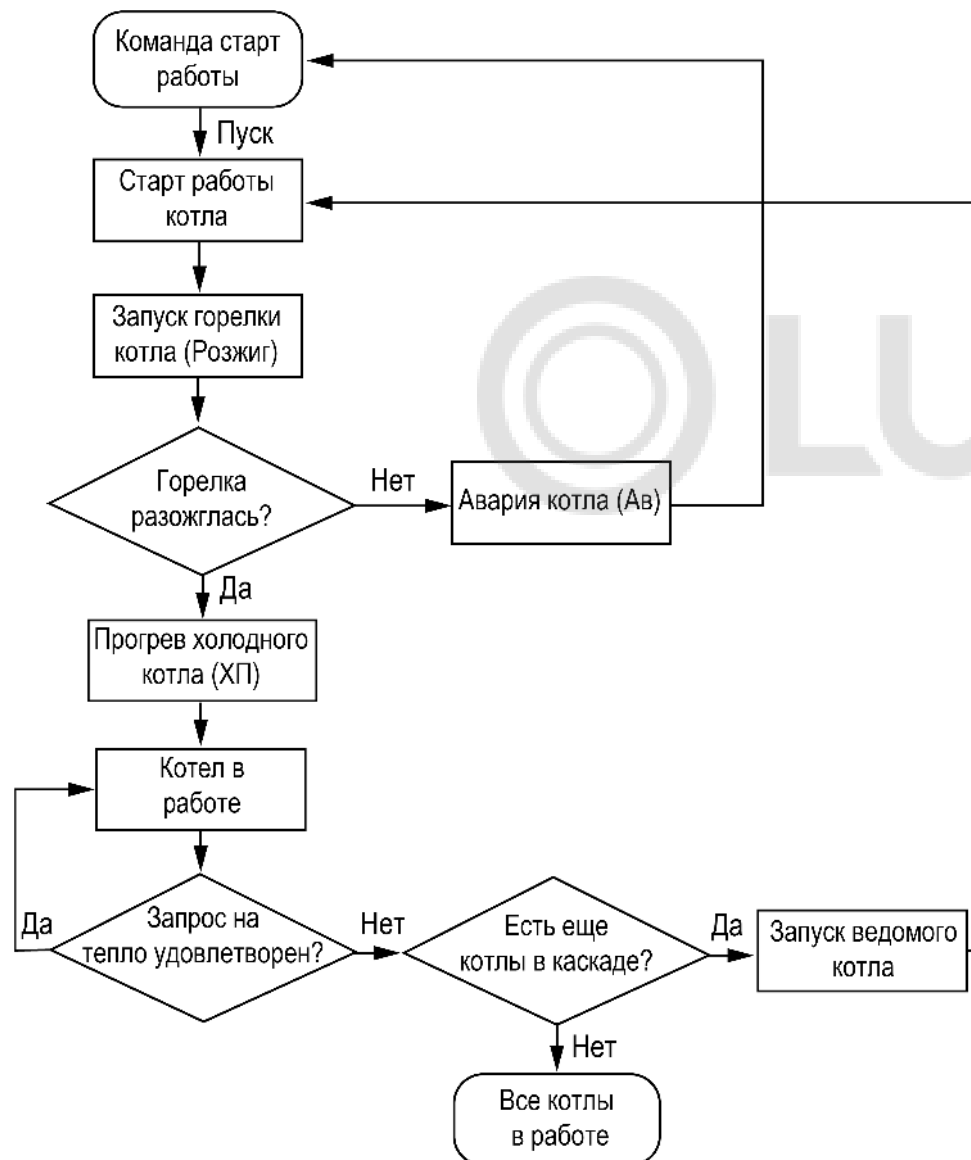 Команда старт
работы
Пуск
Старт работы
котла
Запуск горелки
котла (Розжиг)
Горелка
разожглась?
Нет
Авария котла (Ав)
Да
Прогрев холодного
котла (ХП)
Котел в
работе
Запрос на
тепло удовлетворен?
Да
Нет
Есть еще
котлы в каскаде?
Да
Запуск ведомого
котла
Нет
Все котлы
в работе
LU